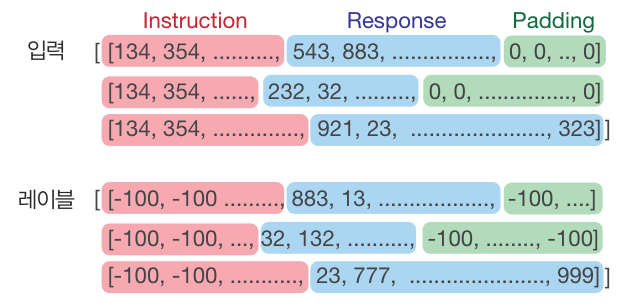 Instruction Response Padding
입력 [ [134, 354, ..........., 543, 883, ................., 0, 0, .., 0]
[134, 354, ......, 232, 32, ........., 0, 0, ..............., 0]
[134, 354, .............., 921, 23, ......................, 323] ]
레이블 [ [-100, -100 .........., 883, 13, ...................., -100, ....]
[-100, -100, ..., 32, 132, .........., -100, ........, -100]
[-100, -100, ..........., 23, 777, ......................, 999] ]